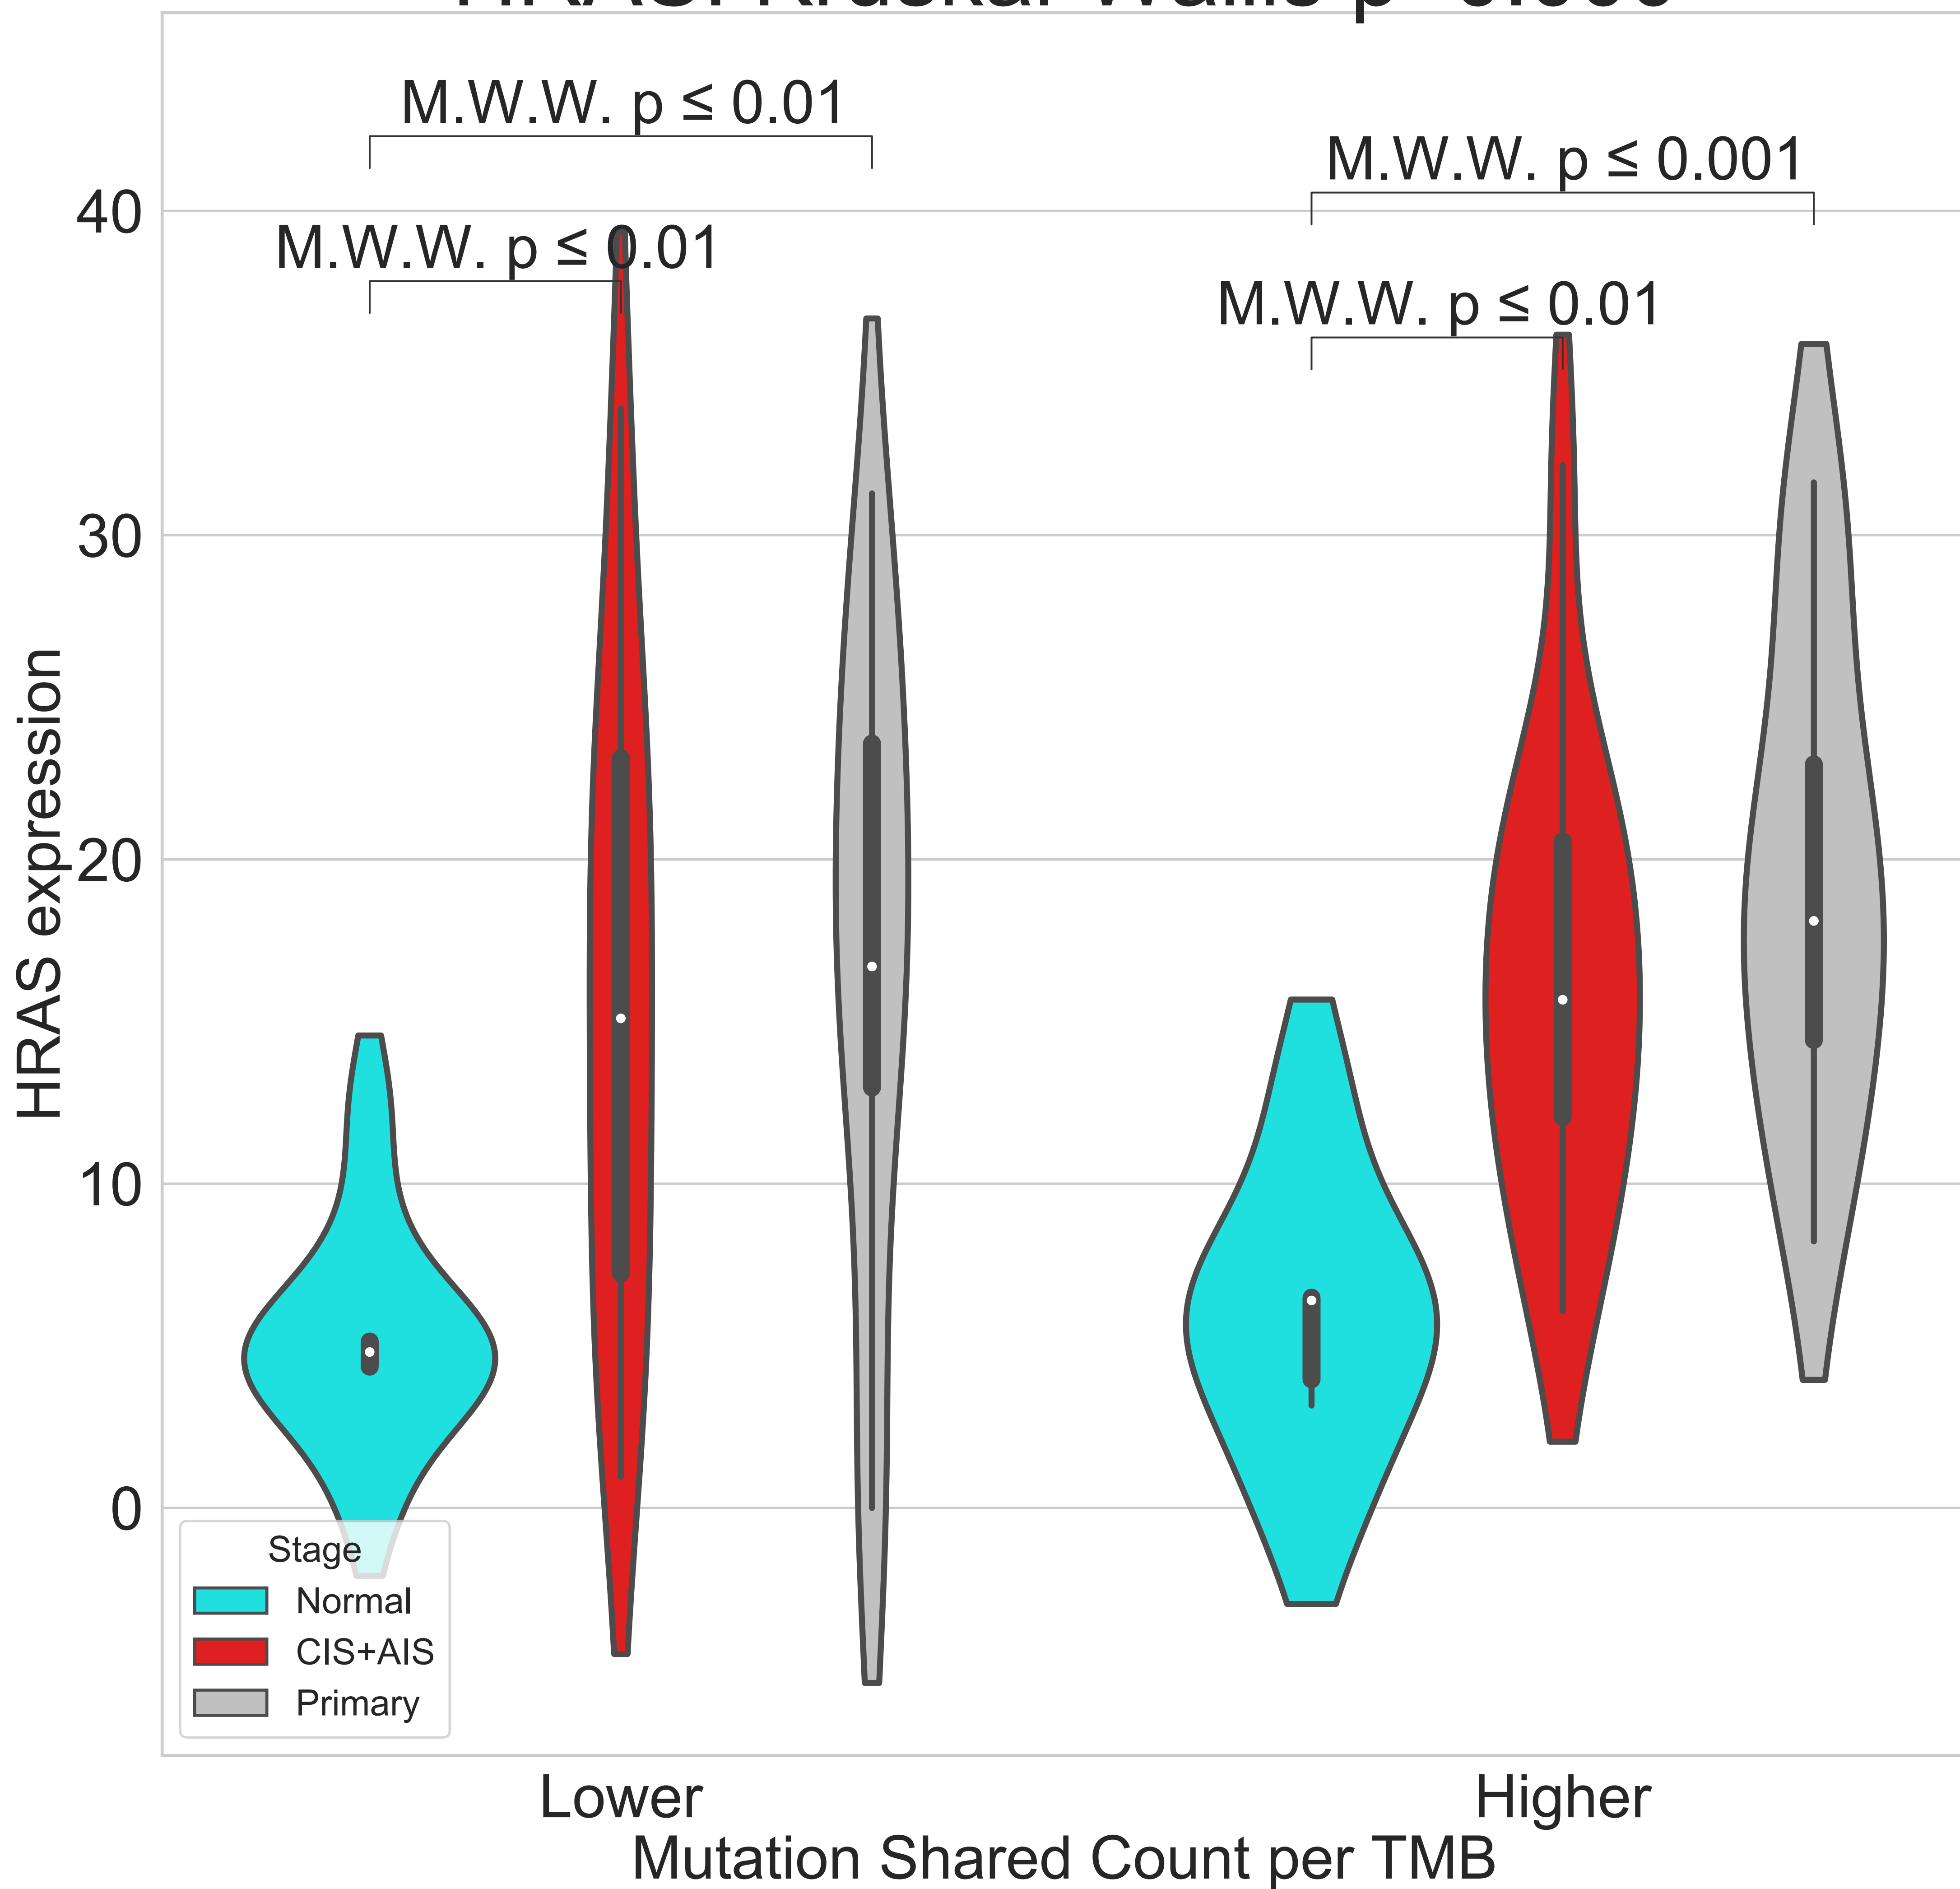 M.W.W. p ≤ 0.01
M.W.W. p ≤ 0.001
M.W.W. p ≤ 0.01
M.W.W. p ≤ 0.01
40
30
20
10
0
HRAS expression
Stage
Normal
CIS+AIS
Primary
Lower
Higher
Mutation Shared Count per TMB